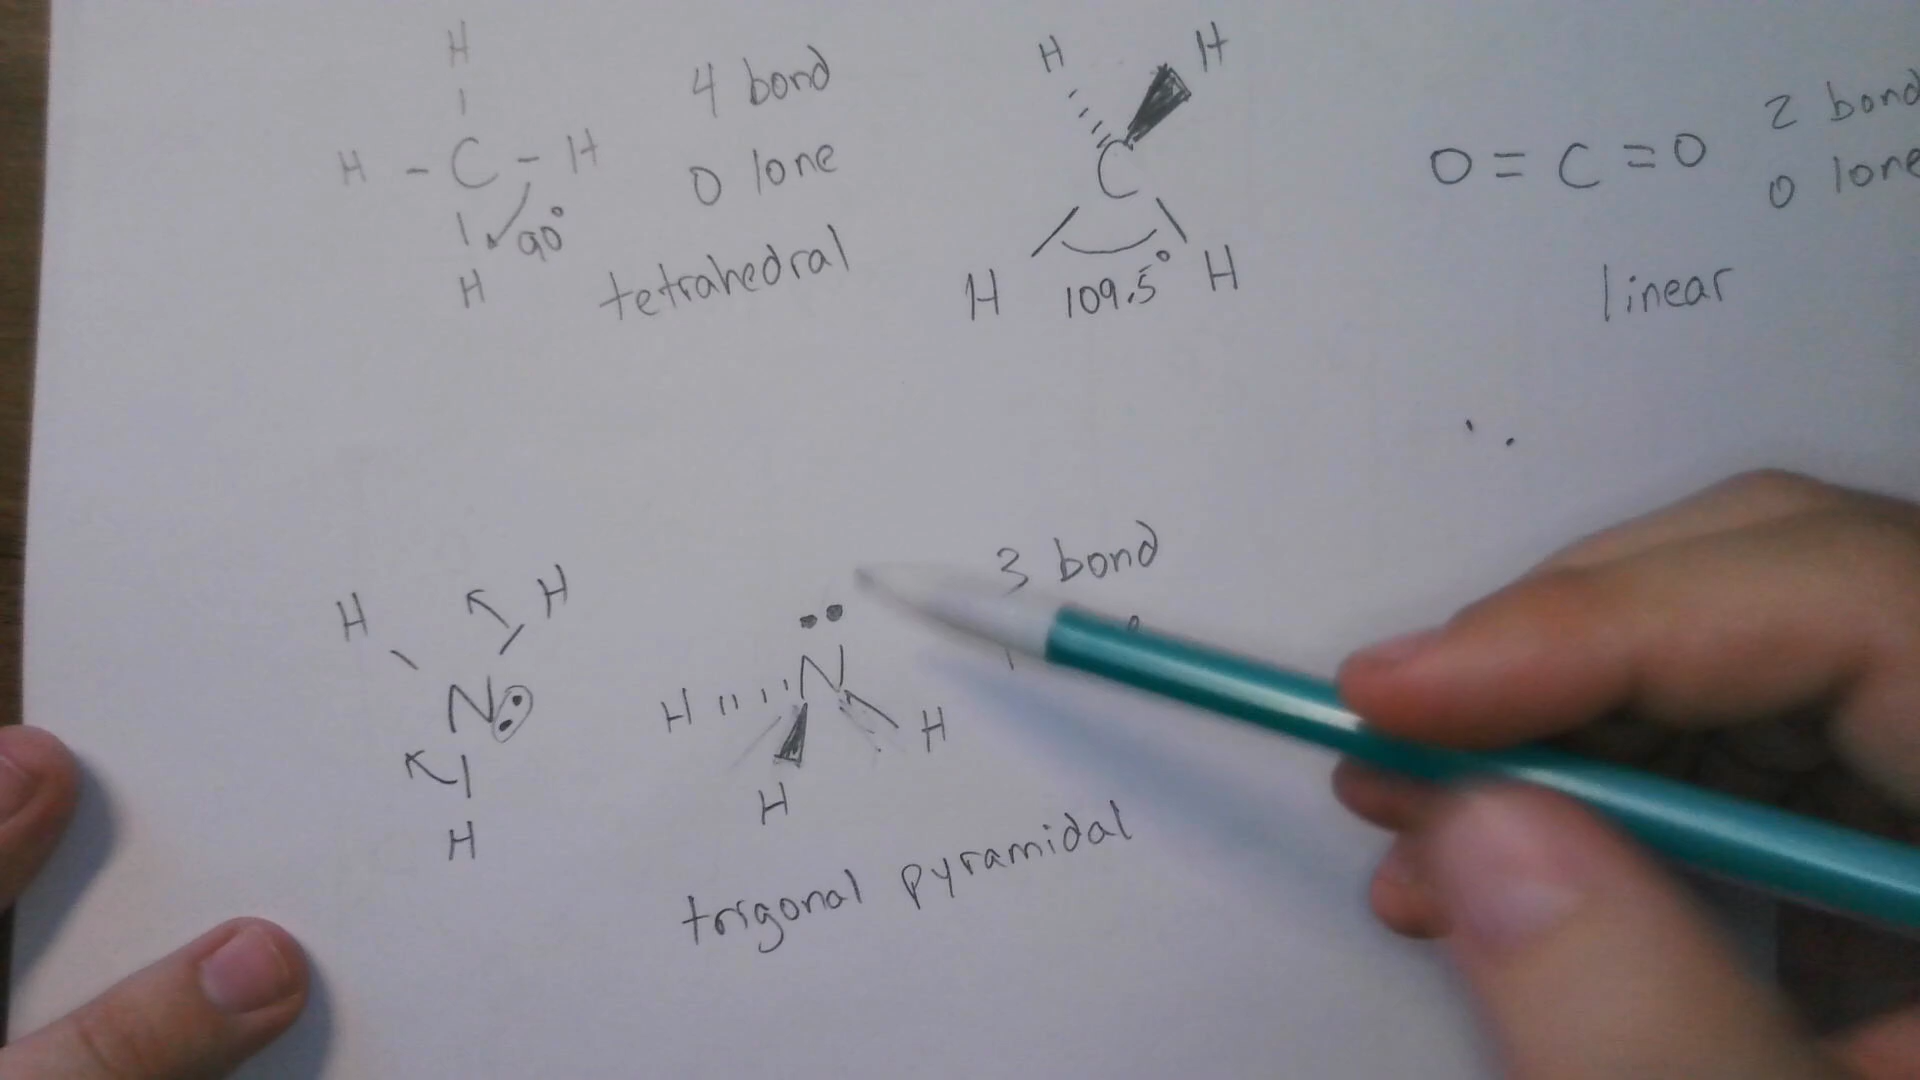 H
H - C - H
H
90°
4 bond
0 lone
tetrahedral
H H
C
H 109.5° H
O = C = O
2 bond
0 lone
linear
H H
N
H
N
H H
H
3 bond
trigonal pyramidal